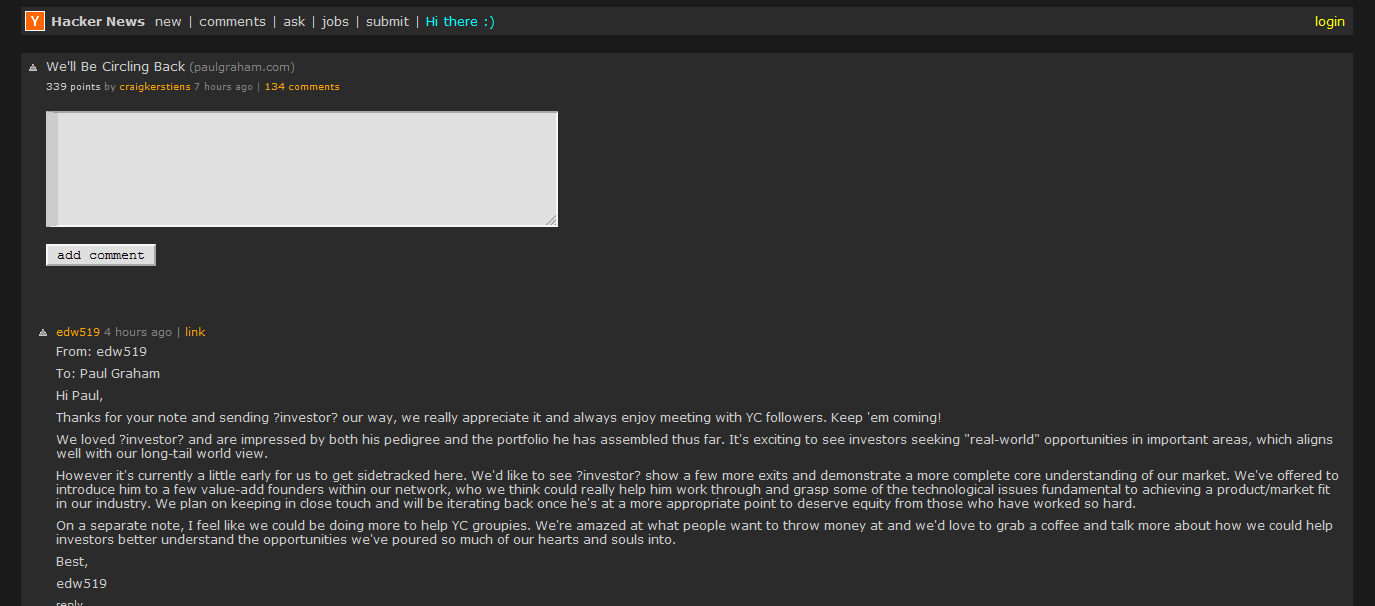 Y Hacker News new | comments | ask | jobs | submit | Hi there :) login
We'll Be Circling Back (paulgraham.com)
339 points by craigkerstiens 7 hours ago | 134 comments
add comment
edw519 4 hours ago | link
From: edw519
To: Paul Graham
Hi Paul,
Thanks for your note and sending ?investor? our way, we really appreciate it and always enjoy meeting with YC followers. Keep 'em coming!
We loved ?investor? and are impressed by both his pedigree and the portfolio he has assembled thus far. It's exciting to see investors seeking "real-world" opportunities in important areas, which aligns
well with our long-tail world view.
However it's currently a little early for us to get sidetracked here. We'd like to see ?investor? show a few more exits and demonstrate a more complete core understanding of our market. We've offered to
introduce him to a few value-add founders within our network, who we think could really help him work through and grasp some of the technological issues fundamental to achieving a product/market fit
in our industry. We plan on keeping in close touch and will be iterating back once he's at a more appropriate point to deserve equity from those who have worked so hard.
On a separate note, I feel like we could be doing more to help YC groupies. We're amazed at what people want to throw money at and we'd love to grab a coffee and talk more about how we could help
investors better understand the opportunities we've poured so much of our hearts and souls into.
Best,
edw519
reply